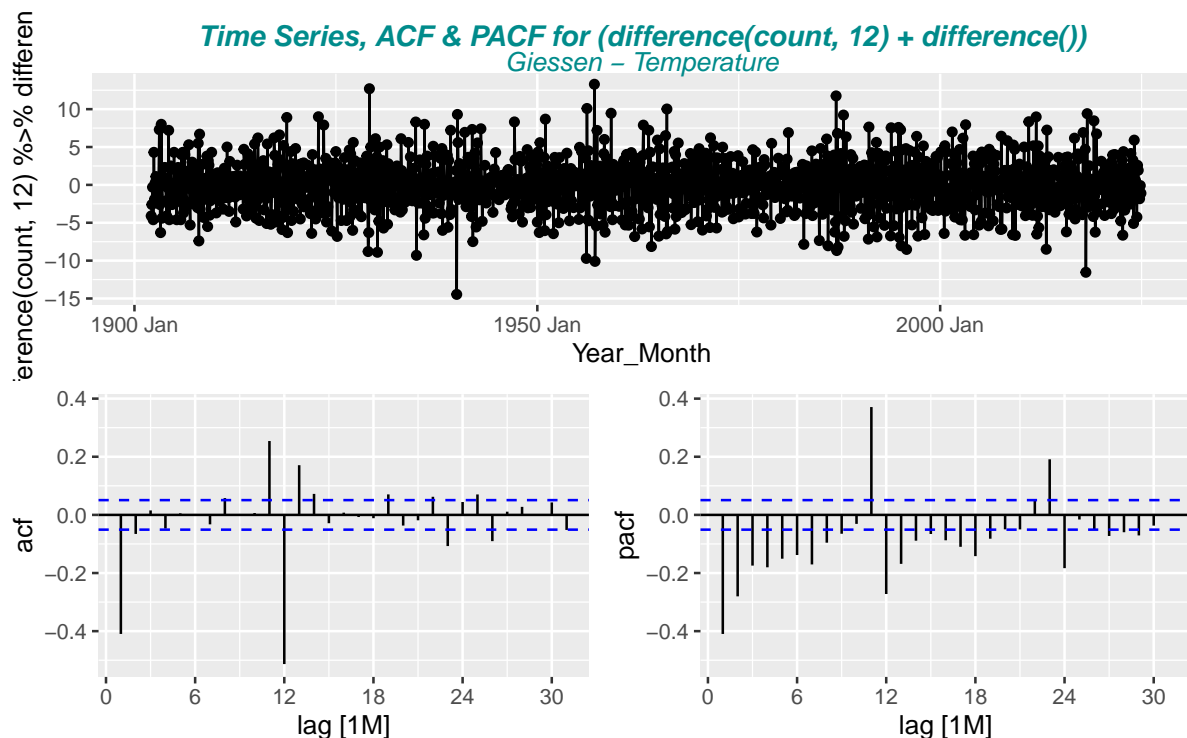 Time Series, ACF & PACF for (difference(count, 12) + difference())
Giessen – Temperature
erence(count, 12) %>% differen
10
5
0
−5
−10
−15
1900 Jan
1950 Jan
2000 Jan
Year_Month
acf
0.4
0.2
0.0
−0.2
−0.4
0
6
12
18
24
30
lag [1M]
pacf
0.4
0.2
0.0
−0.2
−0.4
0
6
12
18
24
30
lag [1M]